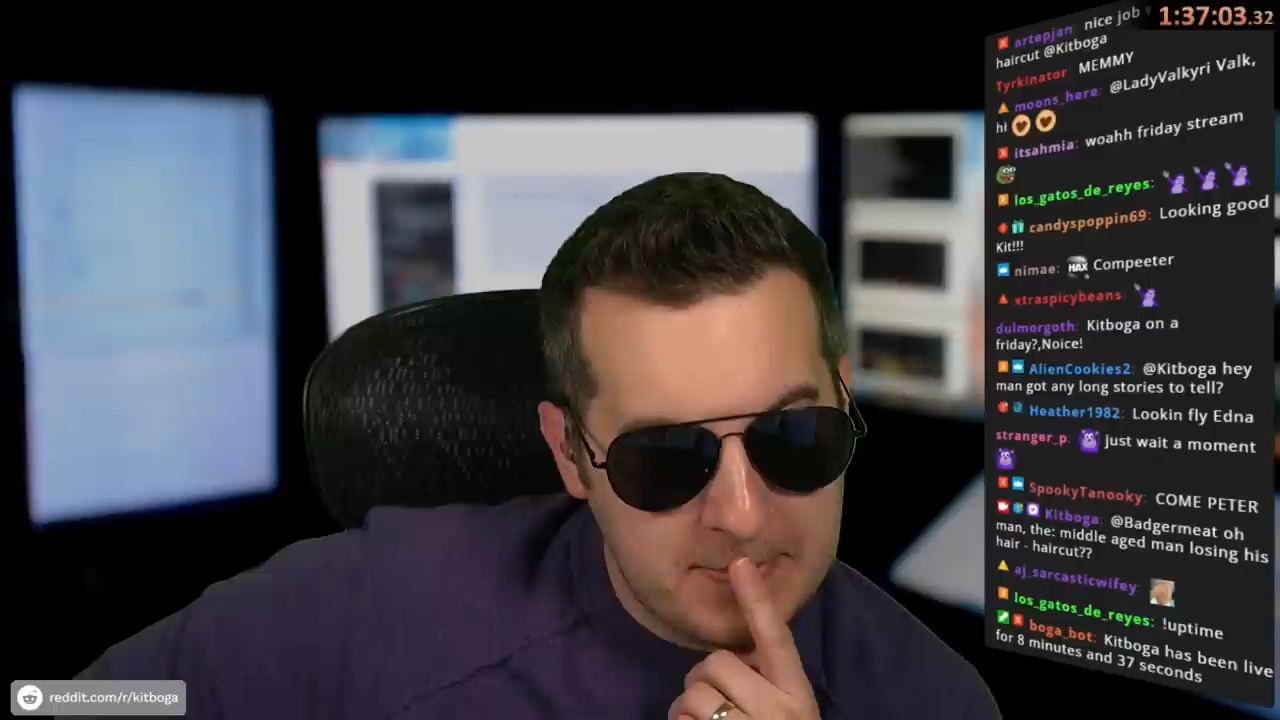 1:37:03.32
artepjan nice job
haircut @Kitboga
Tyrkinator MEMMY
moons_here: @LadyValkyri Valk,
hi
itsahmia: woahh friday stream
los_gatos_de_reyes:
candyspoppin69: Looking good
Kit!!!
nimae: HAX Compeeter
xtraspicybeans:
dulmorgoth: Kitboga on a
friday?,Noice!
AlienCookies2: @Kitboga hey
man got any long stories to tell?
Heather1982: Lookin fly Edna
stranger_p: just wait a moment
SpookyTanooky: COME PETER
Kitboga: @Badgermeat oh
man, the: middle aged man losing his
hair - haircut??
aj_sarcasticwifey:
los_gatos_de_reyes: !uptime
boga_bot: Kitboga has been live
for 8 minutes and 37 seconds
reddit.com/r/kitboga